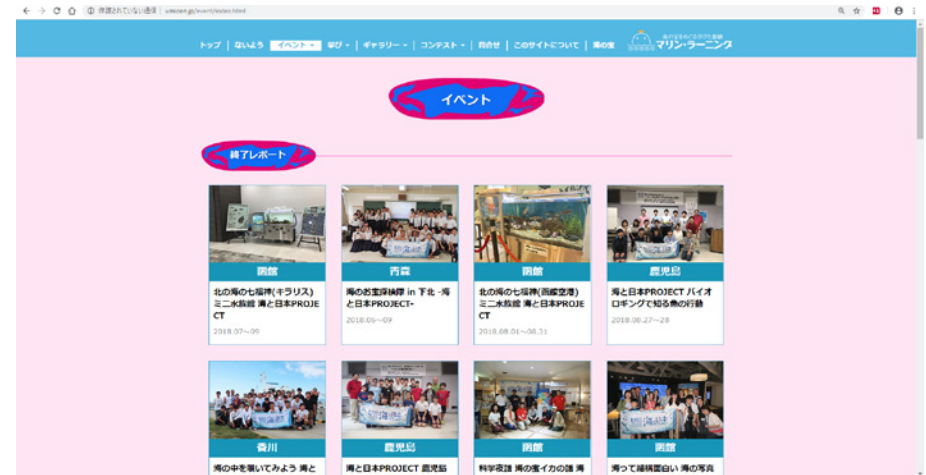 保護されていない通信 | umizen.jp/event/index.html
トップ | ないよう | イベント | 学び | ギャラリー | コンテスト | 問合せ | このサイトについて | 海の宝
マリン・ラーニング
イベント
終了レポート
函館
北の海の七福神(キラリス)
ミニ水族館 海と日本PROJE
CT
2018.07～09
青森
海のお宝探検隊 in 下北 -海
と日本PROJECT-
2018.06～09
函館
北の海の七福神(函館空港)
ミニ水族館 海と日本PROJE
CT
2018.08.01～08.31
鹿児島
海と日本PROJECT バイオ
ロギングで知る魚の行動
2018.08.27～28
香川
海の中を覗いてみよう 海と
鹿児島
海と日本PROJECT 鹿児島
函館
科学夜話 海の蛍イカの話 海
函館
海って結構面白い 海の写真